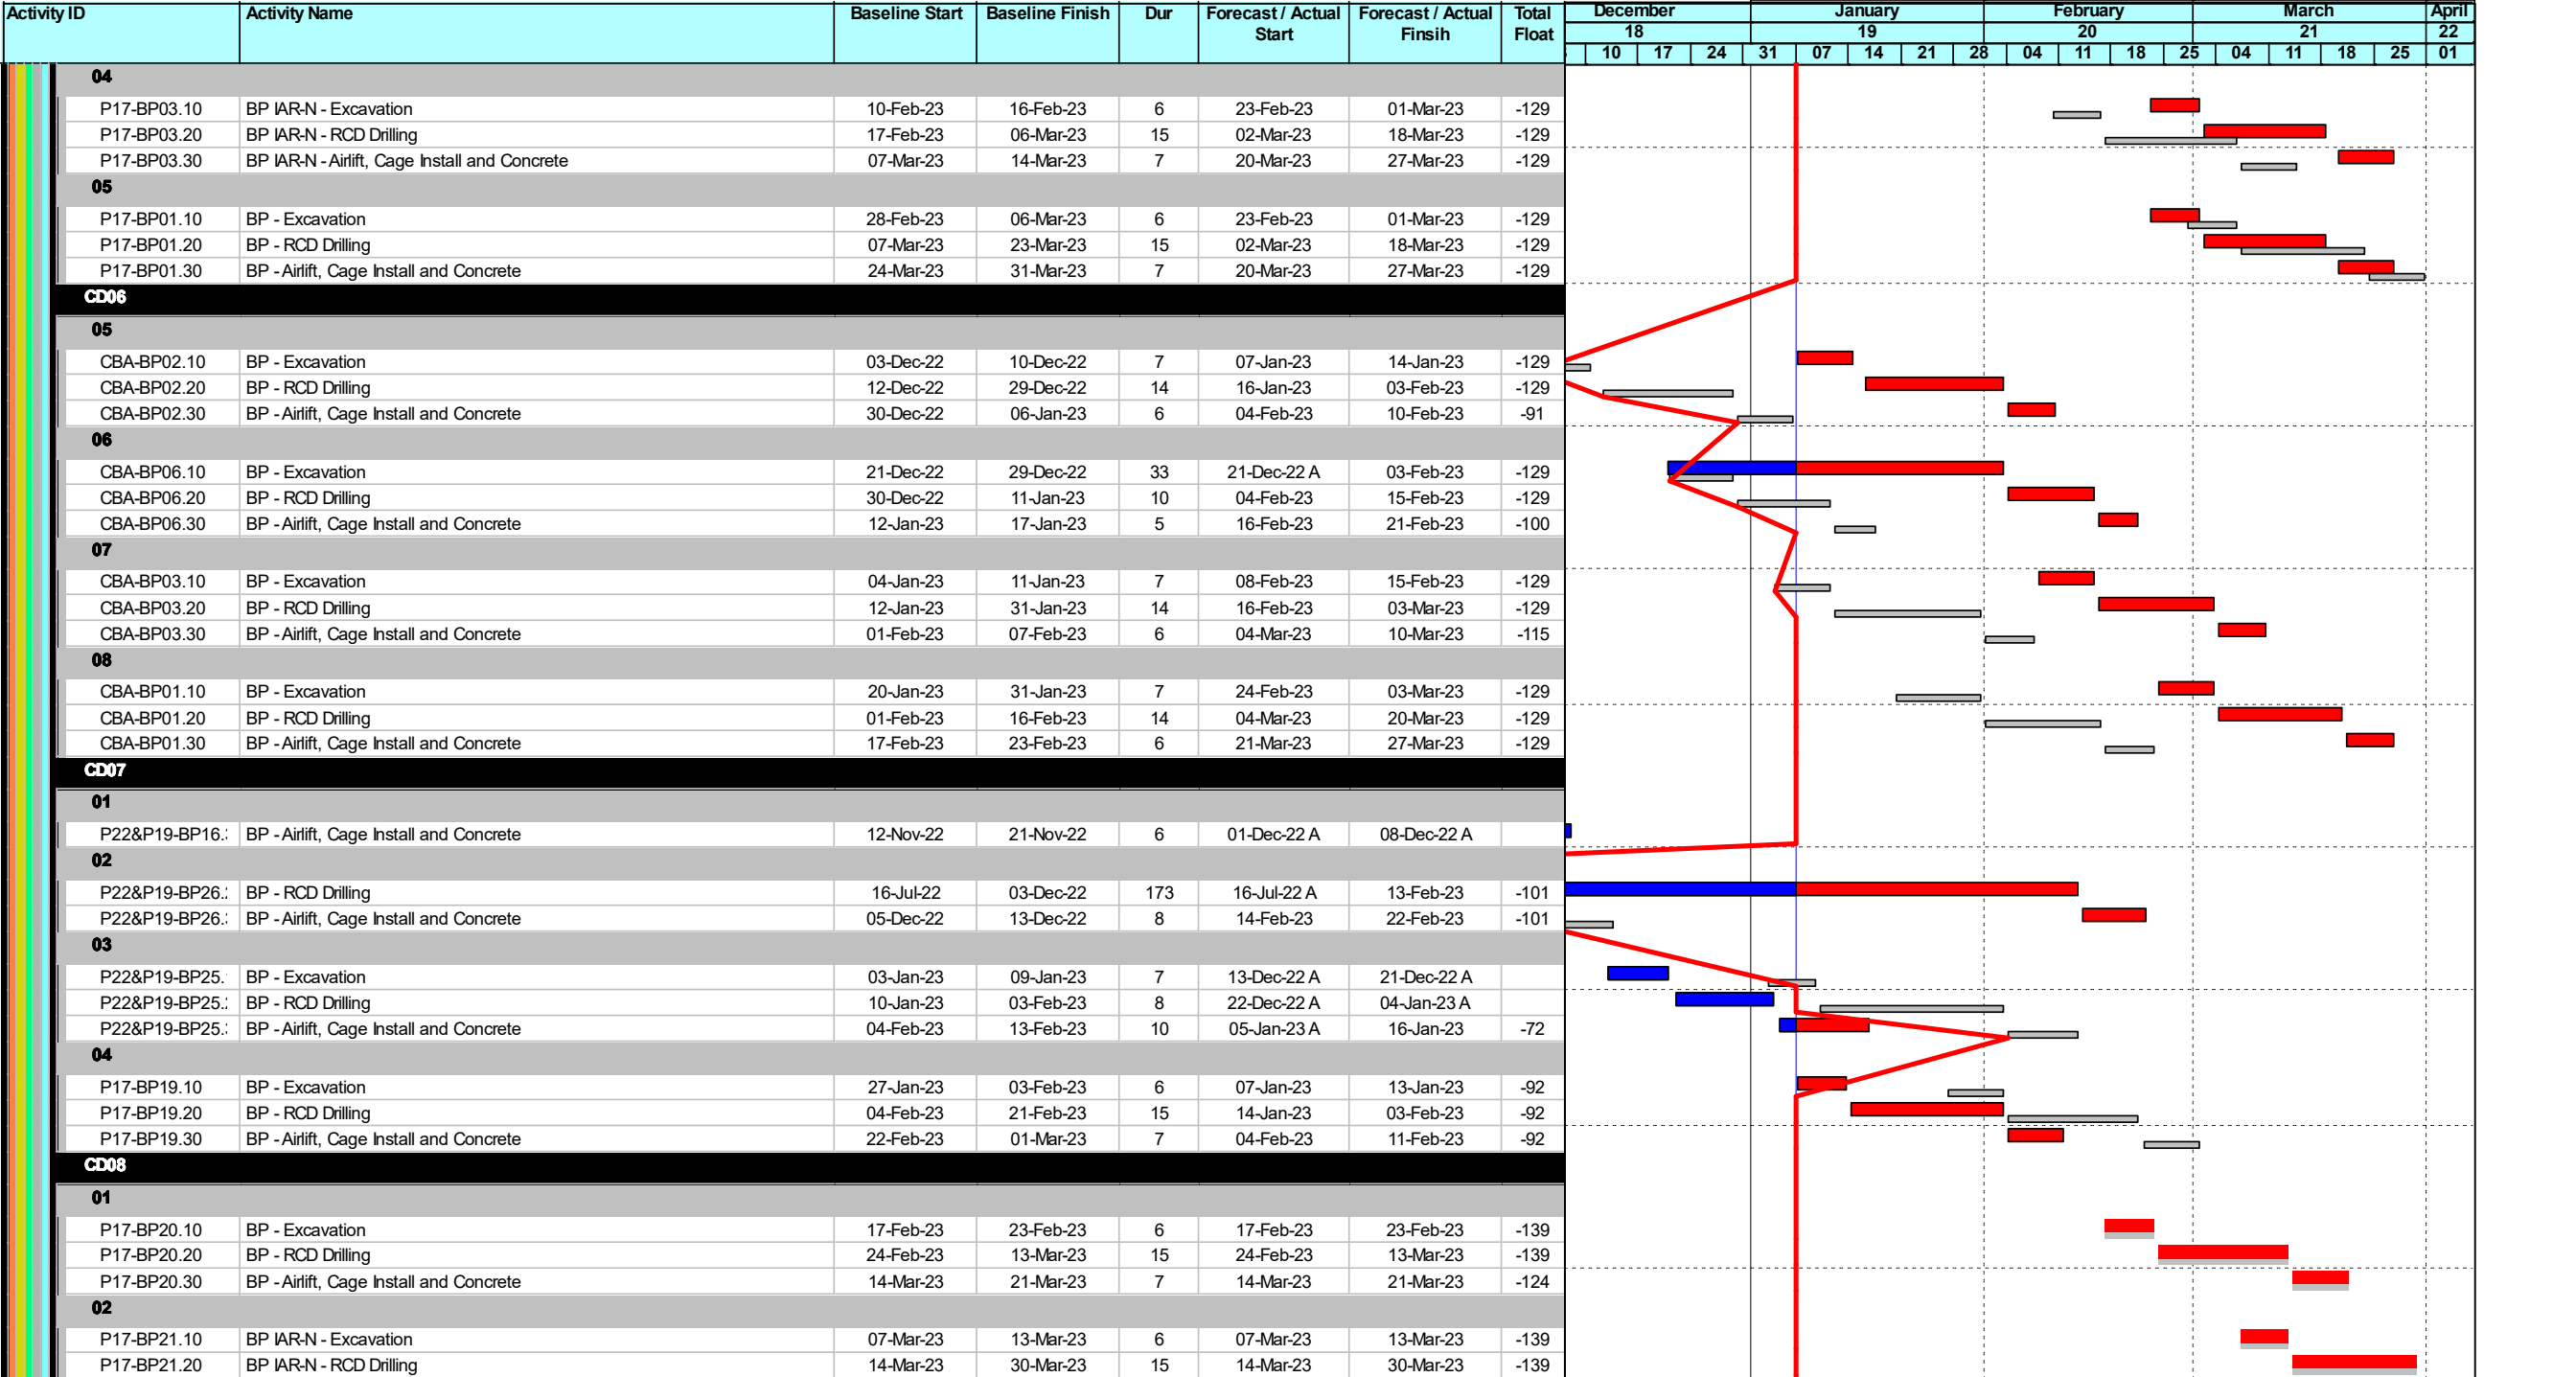 Activity ID Activity Name Baseline Start Baseline Finish Dur Forecast / Actual Start Forecast / Actual Finsih Total Float
December January February March April
18 19 20 21 22
10 17 24 31 07 14 21 28 04 11 18 25 04 11 18 25 01
04
P17-BP03.10 BP IAR-N - Excavation 10-Feb-23 16-Feb-23 6 23-Feb-23 01-Mar-23 -129
P17-BP03.20 BP IAR-N - RCD Drilling 17-Feb-23 06-Mar-23 15 02-Mar-23 18-Mar-23 -129
P17-BP03.30 BP IAR-N - Airlift, Cage Install and Concrete 07-Mar-23 14-Mar-23 7 20-Mar-23 27-Mar-23 -129
05
P17-BP01.10 BP - Excavation 28-Feb-23 06-Mar-23 6 23-Feb-23 01-Mar-23 -129
P17-BP01.20 BP - RCD Drilling 07-Mar-23 23-Mar-23 15 02-Mar-23 18-Mar-23 -129
P17-BP01.30 BP - Airlift, Cage Install and Concrete 24-Mar-23 31-Mar-23 7 20-Mar-23 27-Mar-23 -129
CD06
05
CBA-BP02.10 BP - Excavation 03-Dec-22 10-Dec-22 7 07-Jan-23 14-Jan-23 -129
CBA-BP02.20 BP - RCD Drilling 12-Dec-22 29-Dec-22 14 16-Jan-23 03-Feb-23 -129
CBA-BP02.30 BP - Airlift, Cage Install and Concrete 30-Dec-22 06-Jan-23 6 04-Feb-23 10-Feb-23 -91
06
CBA-BP06.10 BP - Excavation 21-Dec-22 29-Dec-22 33 21-Dec-22 A 03-Feb-23 -129
CBA-BP06.20 BP - RCD Drilling 30-Dec-22 11-Jan-23 10 04-Feb-23 15-Feb-23 -129
CBA-BP06.30 BP - Airlift, Cage Install and Concrete 12-Jan-23 17-Jan-23 5 16-Feb-23 21-Feb-23 -100
07
CBA-BP03.10 BP - Excavation 04-Jan-23 11-Jan-23 7 08-Feb-23 15-Feb-23 -129
CBA-BP03.20 BP - RCD Drilling 12-Jan-23 31-Jan-23 14 16-Feb-23 03-Mar-23 -129
CBA-BP03.30 BP - Airlift, Cage Install and Concrete 01-Feb-23 07-Feb-23 6 04-Mar-23 10-Mar-23 -115
08
CBA-BP01.10 BP - Excavation 20-Jan-23 31-Jan-23 7 24-Feb-23 03-Mar-23 -129
CBA-BP01.20 BP - RCD Drilling 01-Feb-23 16-Feb-23 14 04-Mar-23 20-Mar-23 -129
CBA-BP01.30 BP - Airlift, Cage Install and Concrete 17-Feb-23 23-Feb-23 6 21-Mar-23 27-Mar-23 -129
CD07
01
P22&P19-BP16. BP - Airlift, Cage Install and Concrete 12-Nov-22 21-Nov-22 6 01-Dec-22 A 08-Dec-22 A
02
P22&P19-BP26. BP - RCD Drilling 16-Jul-22 03-Dec-22 173 16-Jul-22 A 13-Feb-23 -101
P22&P19-BP26. BP - Airlift, Cage Install and Concrete 05-Dec-22 13-Dec-22 8 14-Feb-23 22-Feb-23 -101
03
P22&P19-BP25. BP - Excavation 03-Jan-23 09-Jan-23 7 13-Dec-22 A 21-Dec-22 A
P22&P19-BP25. BP - RCD Drilling 10-Jan-23 03-Feb-23 8 22-Dec-22 A 04-Jan-23 A
P22&P19-BP25. BP - Airlift, Cage Install and Concrete 04-Feb-23 13-Feb-23 10 05-Jan-23 A 16-Jan-23 -72
04
P17-BP19.10 BP - Excavation 27-Jan-23 03-Feb-23 6 07-Jan-23 13-Jan-23 -92
P17-BP19.20 BP - RCD Drilling 04-Feb-23 21-Feb-23 15 14-Jan-23 03-Feb-23 -92
P17-BP19.30 BP - Airlift, Cage Install and Concrete 22-Feb-23 01-Mar-23 7 04-Feb-23 11-Feb-23 -92
CD08
01
P17-BP20.10 BP - Excavation 17-Feb-23 23-Feb-23 6 17-Feb-23 23-Feb-23 -139
P17-BP20.20 BP - RCD Drilling 24-Feb-23 13-Mar-23 15 24-Feb-23 13-Mar-23 -139
P17-BP20.30 BP - Airlift, Cage Install and Concrete 14-Mar-23 21-Mar-23 7 14-Mar-23 21-Mar-23 -124
02
P17-BP21.10 BP IAR-N - Excavation 07-Mar-23 13-Mar-23 6 07-Mar-23 13-Mar-23 -139
P17-BP21.20 BP IAR-N - RCD Drilling 14-Mar-23 30-Mar-23 15 14-Mar-23 30-Mar-23 -139